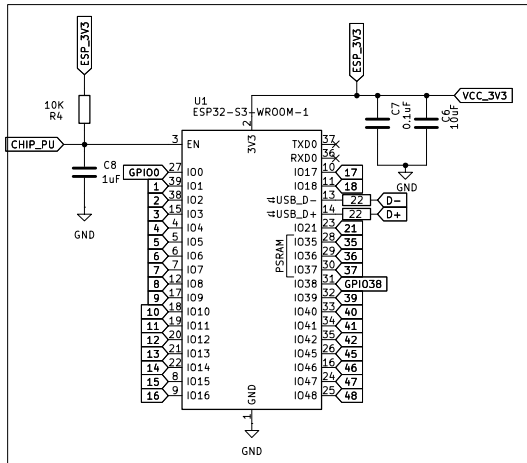 ESP_3V3
ESP_3V3
10K
R4
U1
ESP32-S3-WROOM-1
VCC_3V3
C7
0.1uF
C6
10uF
GND
CHIP_PU
C8
1uF
GND
2
3V3
3 EN
GPIO0 27 IO0
1 39 IO1
2 38 IO2
3 15 IO3
4 4 IO4
5 5 IO5
6 6 IO6
7 7 IO7
8 12 IO8
9 17 IO9
10 18 IO10
11 19 IO11
12 20 IO12
13 21 IO13
14 22 IO14
15 8 IO15
16 9 IO16
TXD0 37
RXD0 36
IO17 10 17
IO18 11 18
USB_D- 13 22 D-
USB_D+ 14 22 D+
IO21 23 21
PSRAM
IO35 28 35
IO36 29 36
IO37 30 37
IO38 31 GPIO38
IO39 32 39
IO40 33 40
IO41 34 41
IO42 35 42
IO45 26 45
IO46 16 46
IO47 24 47
IO48 25 48
GND
1
GND